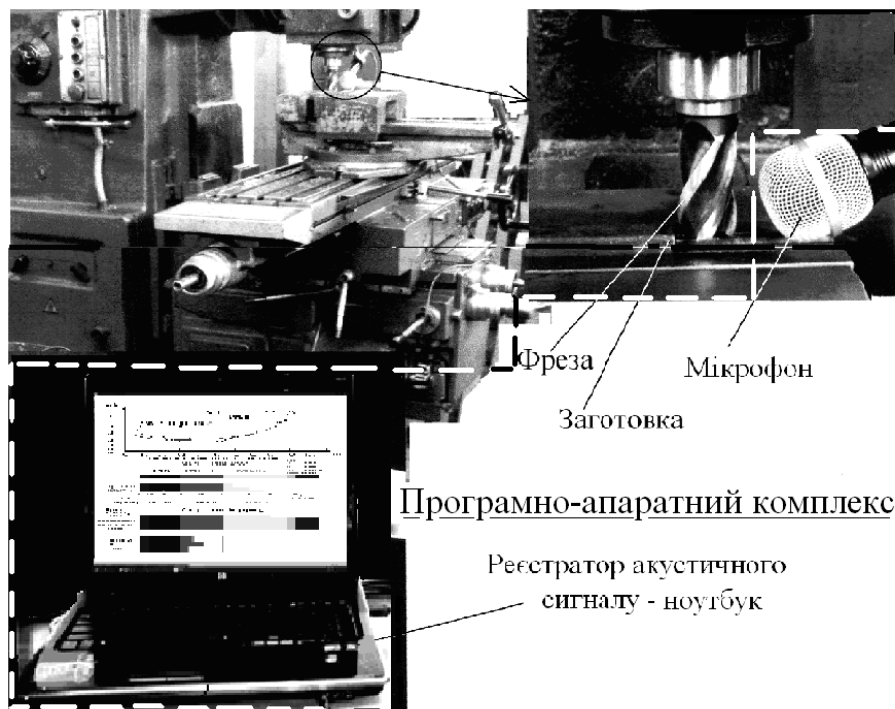 Фреза
Мікрофон
Заготовка
Програмно-апаратний комплекс
Реєстратор акустичного
сигналу - ноутбук